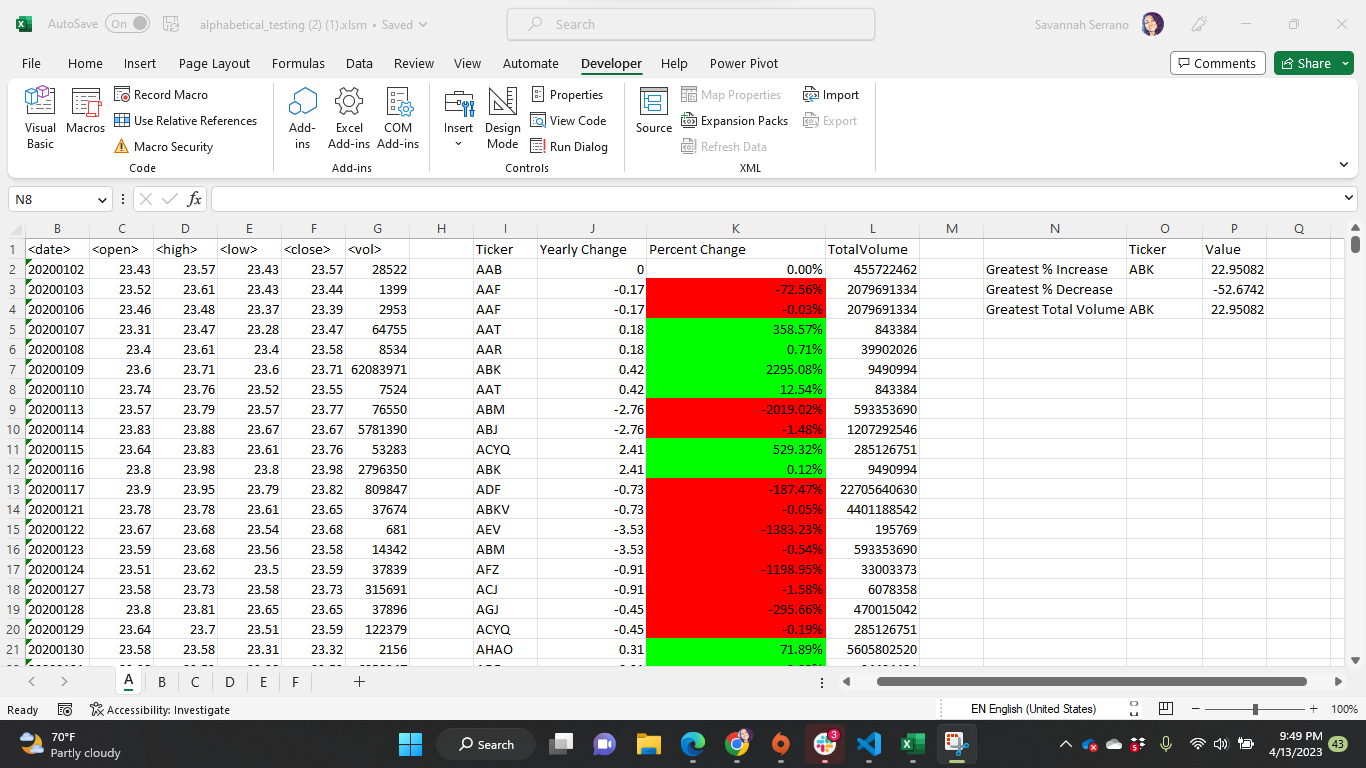 AutoSave On alphabetical_testing (2) (1).xlsm • Saved Search Savannah Serrano
File Home Insert Page Layout Formulas Data Review View Automate Developer Help Power Pivot Comments Share
Visual Basic Macros Record Macro Use Relative References Macro Security
Add-ins Excel Add-ins COM Add-ins
Insert Design Mode Properties View Code Run Dialog
Source Map Properties Expansion Packs Refresh Data Import Export
Code Add-ins Controls XML
N8 fx
B C D E F G H I J K L M N O P Q
1 <date> <open> <high> <low> <close> <vol> Ticker Yearly Change Percent Change TotalVolume Ticker Value
2 20200102 23.43 23.57 23.43 23.57 28522 AAB 0 0.00% 455722462 Greatest % Increase ABK 22.95082
3 20200103 23.52 23.61 23.43 23.44 1399 AAF -0.17 -72.56% 2079691334 Greatest % Decrease -52.6742
4 20200106 23.46 23.48 23.37 23.39 2953 AAF -0.17 -0.03% 2079691334 Greatest Total Volume ABK 22.95082
5 20200107 23.31 23.47 23.28 23.47 64755 AAT 0.18 358.57% 843384
6 20200108 23.4 23.61 23.4 23.58 8534 AAR 0.18 0.71% 39902026
7 20200109 23.6 23.71 23.6 23.71 62083971 ABK 0.42 2295.08% 9490994
8 20200110 23.74 23.76 23.52 23.55 7524 AAT 0.42 12.54% 843384
9 20200113 23.57 23.79 23.57 23.77 76550 ABM -2.76 -2019.02% 593353690
10 20200114 23.83 23.88 23.67 23.67 5781390 ABJ -2.76 -1.48% 1207292546
11 20200115 23.64 23.83 23.61 23.76 53283 ACYQ 2.41 529.32% 285126751
12 20200116 23.8 23.98 23.8 23.98 2796350 ABK 2.41 0.12% 9490994
13 20200117 23.9 23.95 23.79 23.82 809847 ADF -0.73 -187.47% 22705640630
14 20200121 23.78 23.78 23.61 23.65 37674 ABKV -0.73 -0.05% 4401188542
15 20200122 23.67 23.68 23.54 23.68 681 AEV -3.53 -1383.23% 195769
16 20200123 23.59 23.68 23.56 23.58 14342 ABM -3.53 -0.54% 593353690
17 20200124 23.51 23.62 23.5 23.59 37839 AFZ -0.91 -1198.95% 33003373
18 20200127 23.58 23.73 23.58 23.73 315691 ACJ -0.91 -1.58% 6078358
19 20200128 23.8 23.81 23.65 23.65 37896 AGJ -0.45 -295.66% 470015042
20 20200129 23.64 23.7 23.51 23.59 122379 ACYQ -0.45 -0.19% 285126751
21 20200130 23.58 23.58 23.31 23.32 2156 AHAO 0.31 71.89% 5605802520
A B C D E F
Ready Accessibility: Investigate EN English (United States) 100%
70°F
Partly cloudy
Search
3
9:49 PM
4/13/2023
43